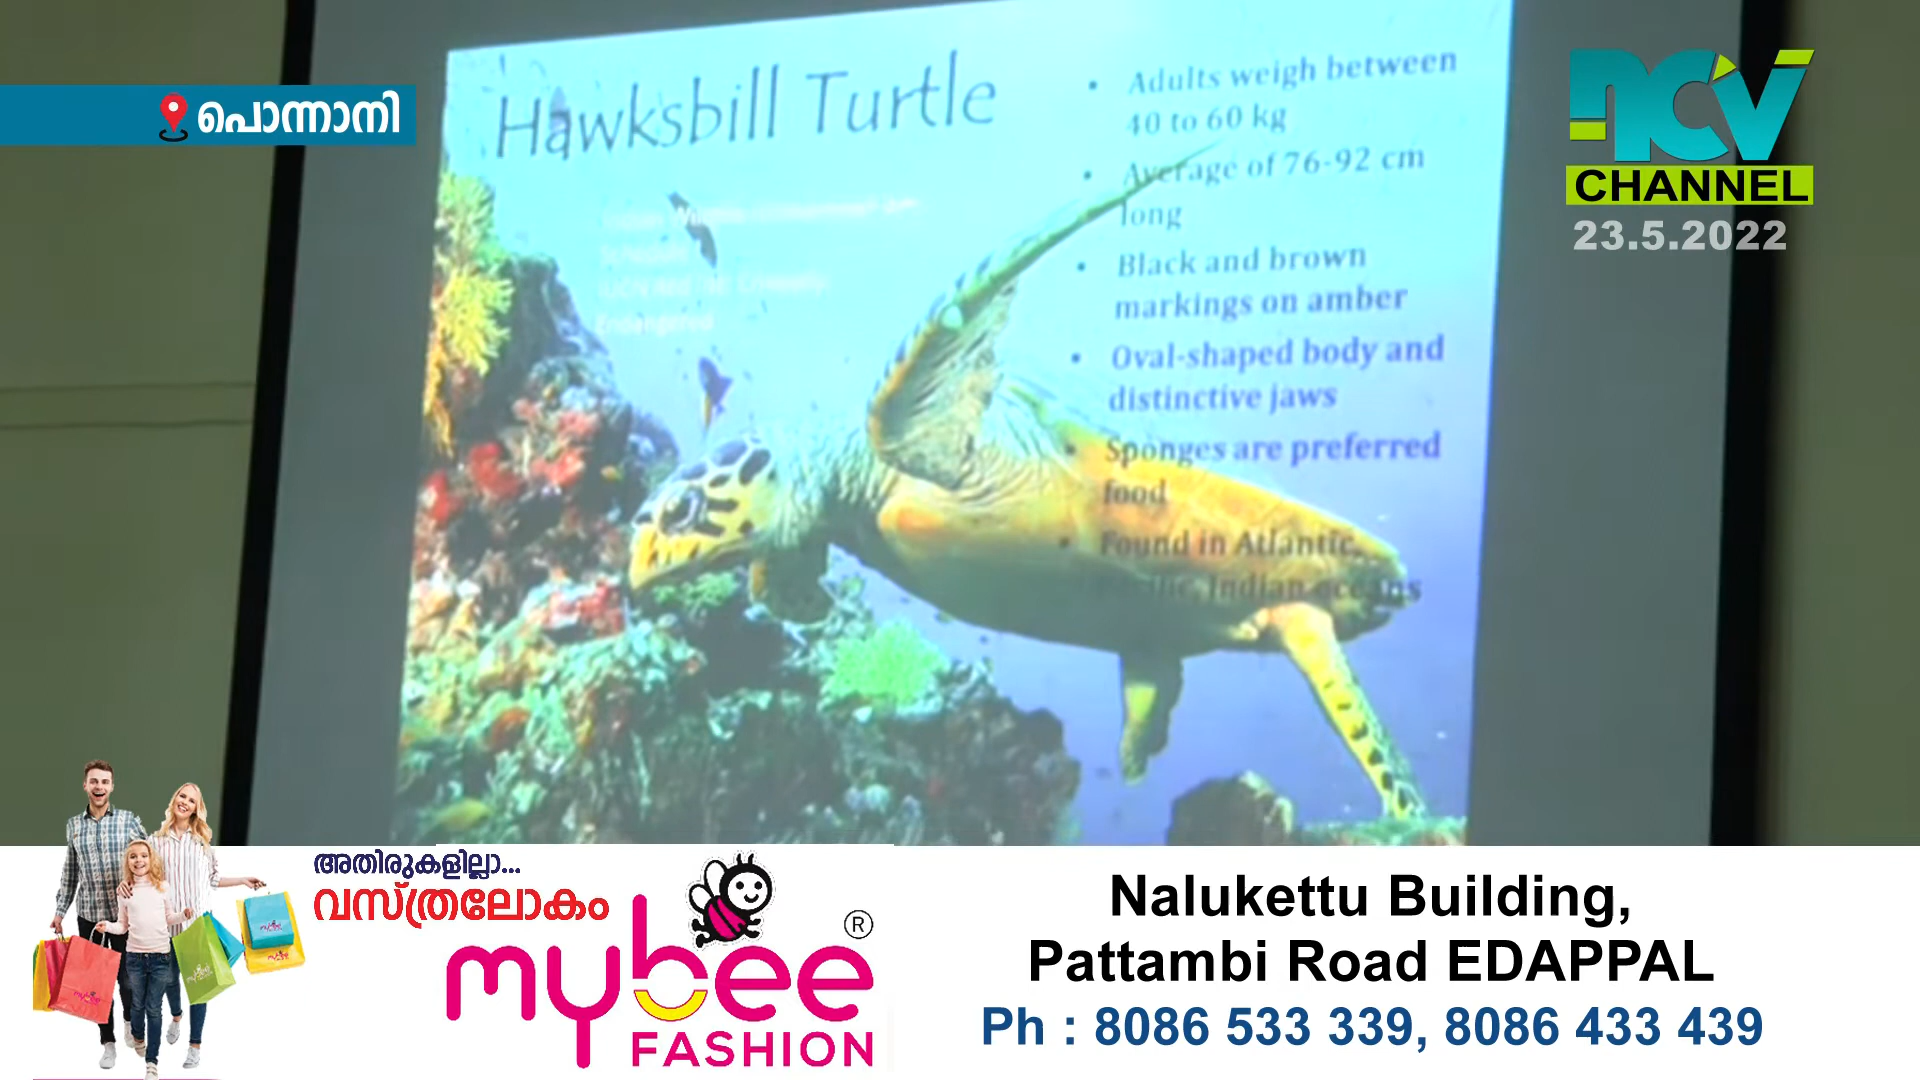 പൊന്നാനി
Hawksbill Turtle
Endangered
• Adults weigh between
40 to 60 kg
• Average of 76-92 cm
long
• Black and brown
markings on amber
• Oval-shaped body and
distinctive jaws
• Sponges are preferred
food
• Found in Atlantic,
Pacific, Indian oceans
ncv
CHANNEL
23.5.2022
അതിരുകളില്ലാ...
വസ്ത്രലോകം
mybee ®
FASHION
Nalukettu Building,
Pattambi Road EDAPPAL
Ph : 8086 533 339, 8086 433 439